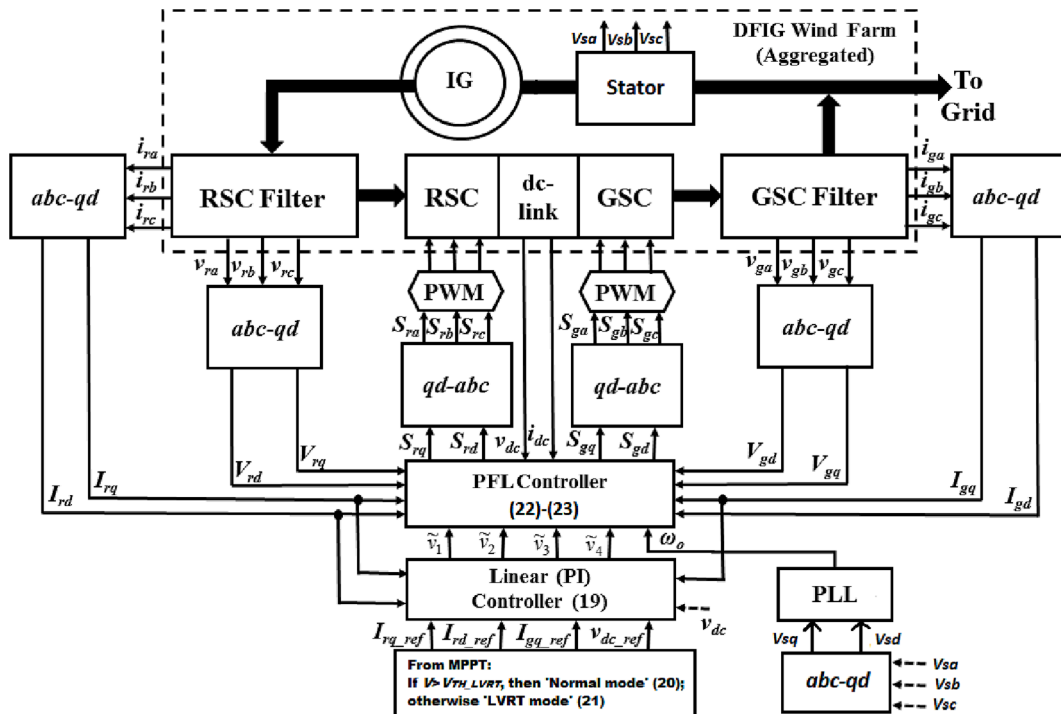 Vsa Vsb Vsc
DFIG Wind Farm
(Aggregated)
IG
Stator
To
Grid
abc-qd
i_ra
i_rb
i_rc
RSC Filter
RSC
dc-
link
GSC
GSC Filter
i_ga
i_gb
i_gc
abc-qd
v_ra v_rb v_rc
v_ga v_gb v_gc
PWM
PWM
abc-qd
abc-qd
S_ra S_rb S_rc
S_ga S_gb S_gc
qd-abc
qd-abc
S_rq S_rd v_dc i_dc S_gq S_gd
V_rq
V_rd
V_gd
V_gq
I_rq
I_rd
I_gq
I_gd
PFL Controller
(22)-(23)
ṽ_1 ṽ_2 ṽ_3 ṽ_4 ω_o
Linear (PI)
Controller (19)
v_dc
PLL
I_rq_ref I_rd_ref I_gq_ref v_dc_ref
Vsq Vsd
From MPPT:
If V> VTH_LVRT, then 'Normal mode' (20);
otherwise 'LVRT mode' (21)
abc-qd
Vsa
Vsb
Vsc